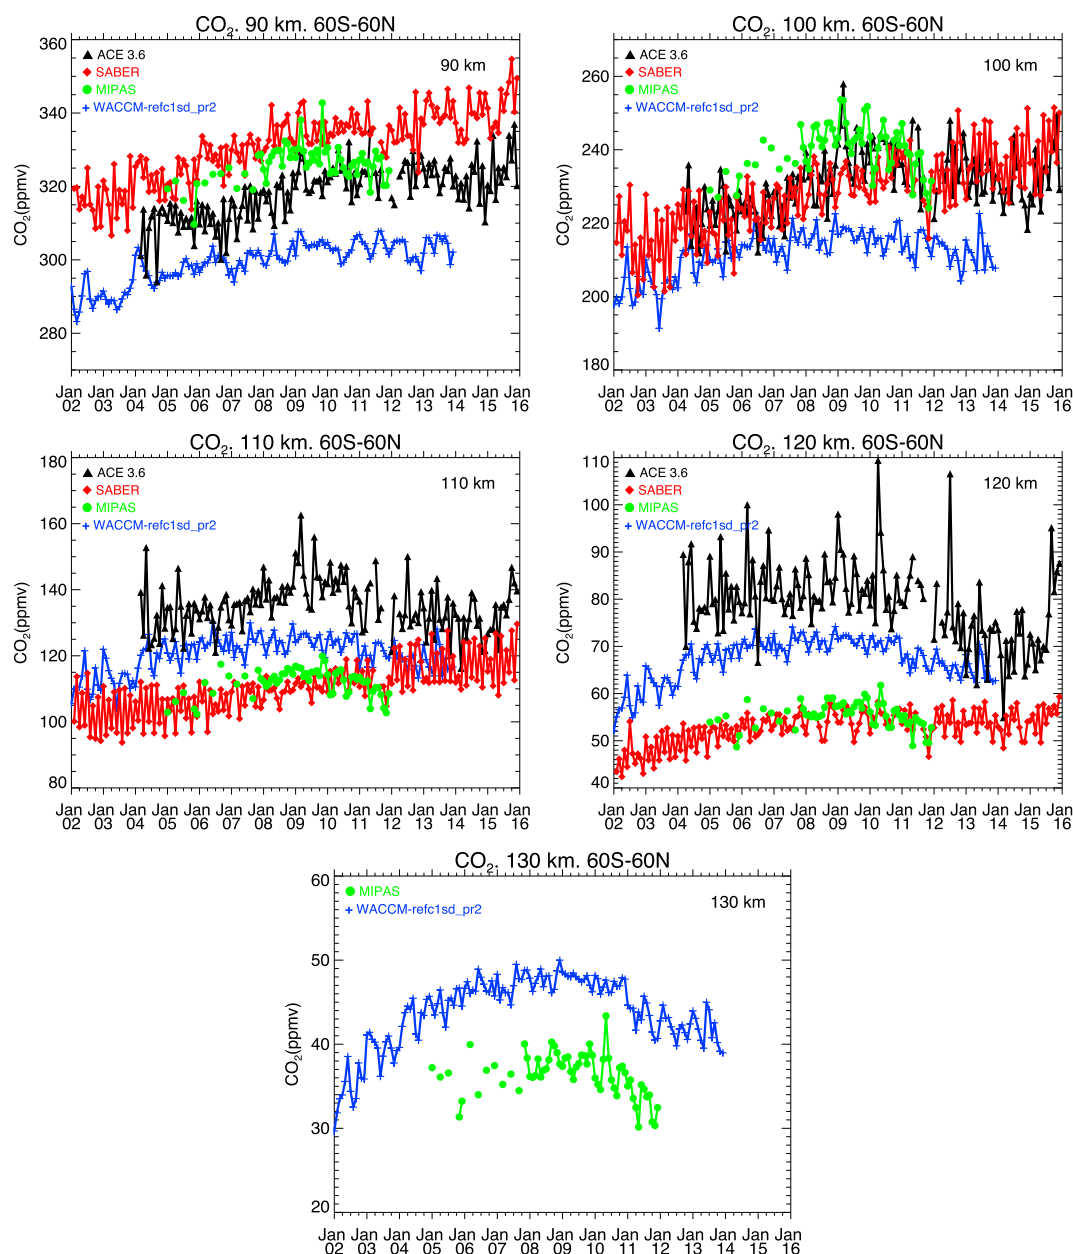 CO2. 90 km. 60S-60N
360
340
320
300
280
CO2(ppmv)
ACE 3.6
SABER
MIPAS
WACCM-refc1sd_pr2
90 km
Jan Jan Jan Jan Jan Jan Jan Jan Jan Jan Jan Jan Jan Jan Jan
02 03 04 05 06 07 08 09 10 11 12 13 14 15 16
CO2. 100 km. 60S-60N
260
240
220
200
180
CO2(ppmv)
ACE 3.6
SABER
MIPAS
WACCM-refc1sd_pr2
100 km
Jan Jan Jan Jan Jan Jan Jan Jan Jan Jan Jan Jan Jan Jan Jan
02 03 04 05 06 07 08 09 10 11 12 13 14 15 16
CO2. 110 km. 60S-60N
180
160
140
120
100
80
CO2(ppmv)
ACE 3.6
SABER
MIPAS
WACCM-refc1sd_pr2
110 km
Jan Jan Jan Jan Jan Jan Jan Jan Jan Jan Jan Jan Jan Jan Jan
02 03 04 05 06 07 08 09 10 11 12 13 14 15 16
CO2. 120 km. 60S-60N
110
100
90
80
70
60
50
40
CO2(ppmv)
ACE 3.6
SABER
MIPAS
WACCM-refc1sd_pr2
120 km
Jan Jan Jan Jan Jan Jan Jan Jan Jan Jan Jan Jan Jan Jan Jan
02 03 04 05 06 07 08 09 10 11 12 13 14 15 16
CO2. 130 km. 60S-60N
60
50
40
30
20
CO2(ppmv)
MIPAS
WACCM-refc1sd_pr2
130 km
Jan Jan Jan Jan Jan Jan Jan Jan Jan Jan Jan Jan Jan Jan Jan
02 03 04 05 06 07 08 09 10 11 12 13 14 15 16